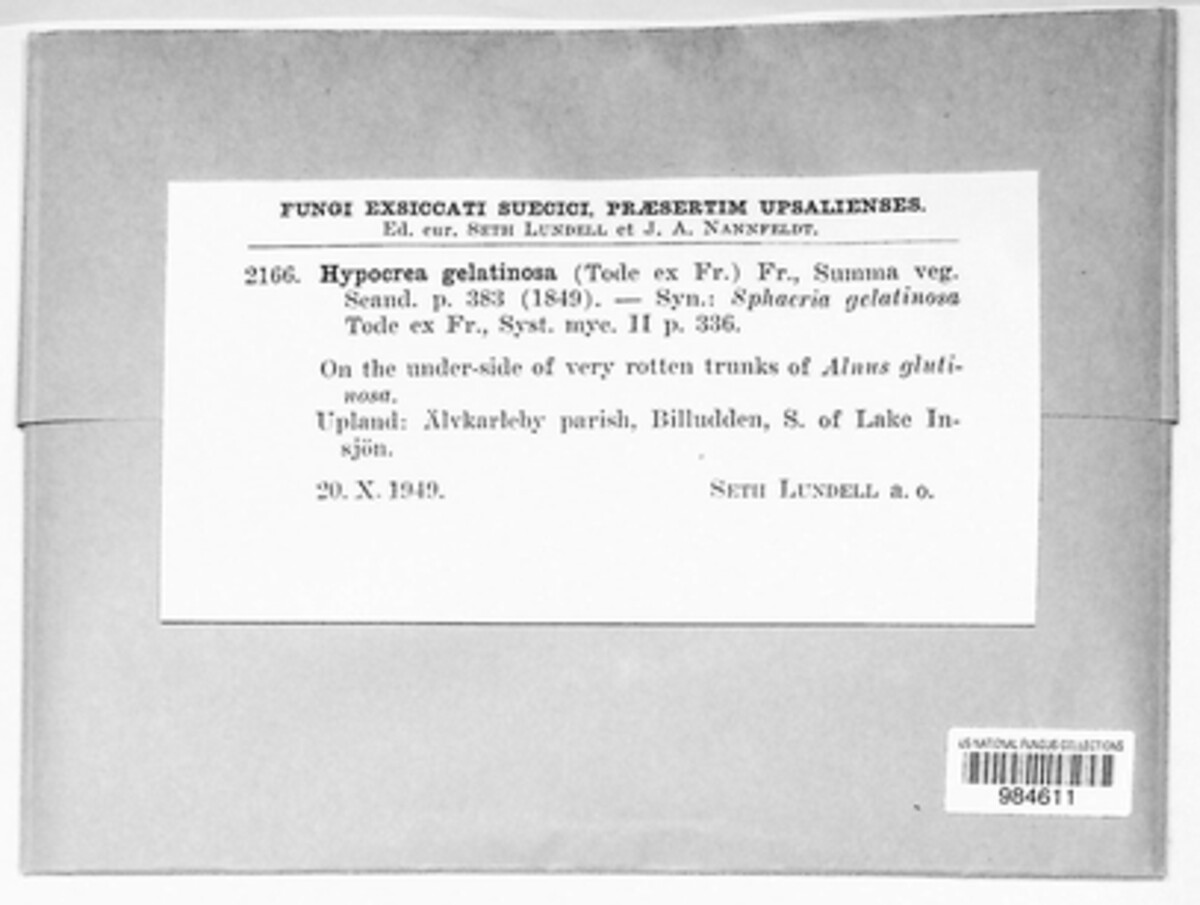 FUNGI EXSICCATI SUECICI, PRÆSERTIM UPSALIENSES.
Ed. cur. SETH LUNDELL et J. A. NANNFELDT.
2166. Hypocrea gelatinosa (Tode ex Fr.) Fr., Summa veg.
Scand. p. 383 (1849). — Syn.: Sphaeria gelatinosa
Tode ex Fr., Syst. myc. II p. 336.
On the under-side of very rotten trunks of Alnus gluti-
nosa.
Upland: Älvkarleby parish, Billudden, S. of Lake In-
sjön.
20. X. 1949. SETH LUNDELL a. o.
US NATIONAL FUNGUS COLLECTIONS
984611